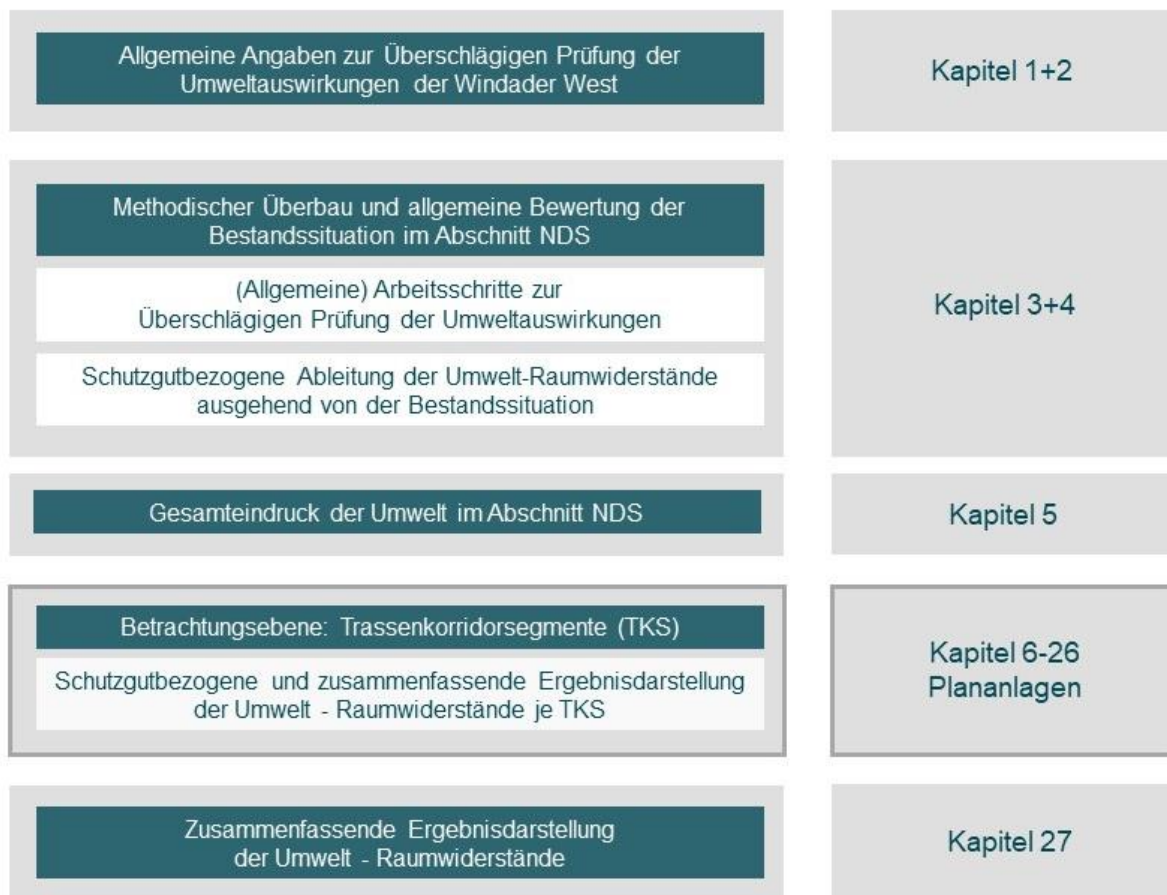 Allgemeine Angaben zur Überschlägigen Prüfung der
Umweltauswirkungen der Windader West
Kapitel 1+2
Methodischer Überbau und allgemeine Bewertung der
Bestandssituation im Abschnitt NDS
(Allgemeine) Arbeitsschritte zur
Überschlägigen Prüfung der Umweltauswirkungen
Schutzgutbezogene Ableitung der Umwelt-Raumwiderstände
ausgehend von der Bestandssituation
Kapitel 3+4
Gesamteindruck der Umwelt im Abschnitt NDS
Kapitel 5
Betrachtungsebene: Trassenkorridorsegmente (TKS)
Schutzgutbezogene und zusammenfassende Ergebnisdarstellung
der Umwelt - Raumwiderstände je TKS
Kapitel 6-26
Plananlagen
Zusammenfassende Ergebnisdarstellung
der Umwelt - Raumwiderstände
Kapitel 27